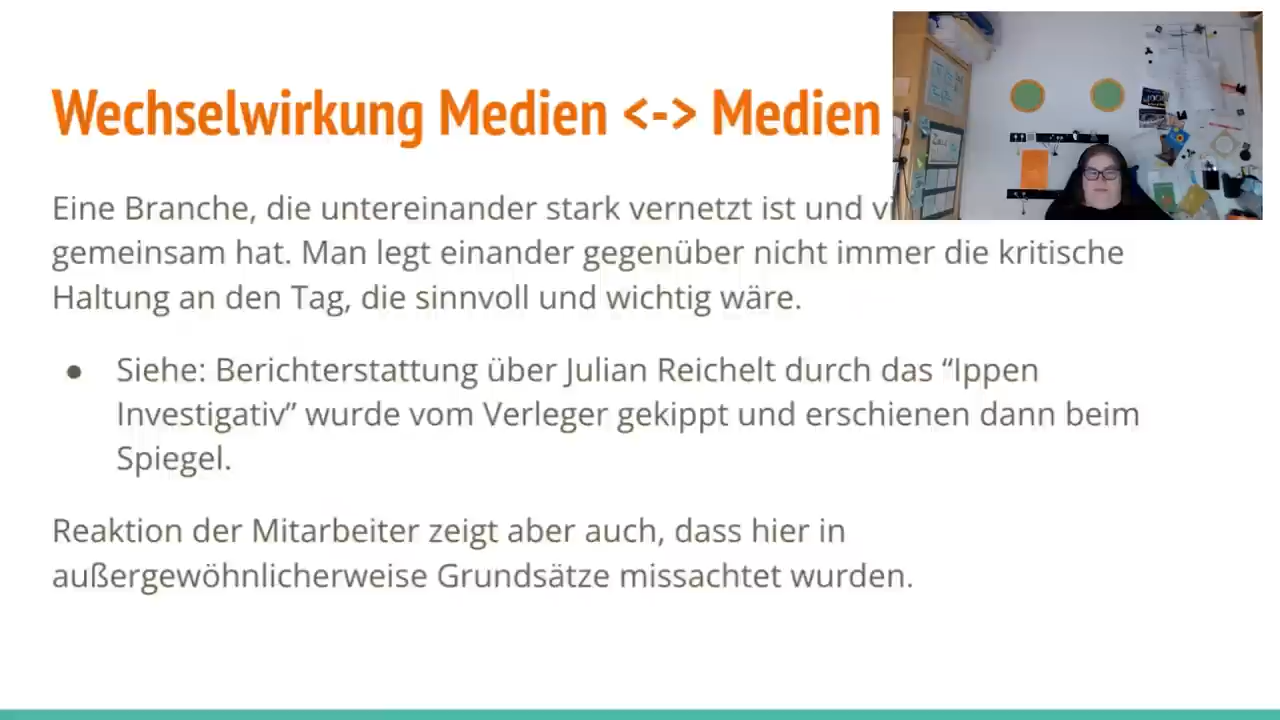 Wechselwirkung Medien <-> Medien
Eine Branche, die untereinander stark vernetzt ist und
gemeinsam hat. Man legt einander gegenüber nicht immer die kritische
Haltung an den Tag, die sinnvoll und wichtig wäre.
● Siehe: Berichterstattung über Julian Reichelt durch das “Ippen
Investigativ” wurde vom Verleger gekippt und erschienen dann beim
Spiegel.
Reaktion der Mitarbeiter zeigt aber auch, dass hier in
außergewöhnlicherweise Grundsätze missachtet wurden.